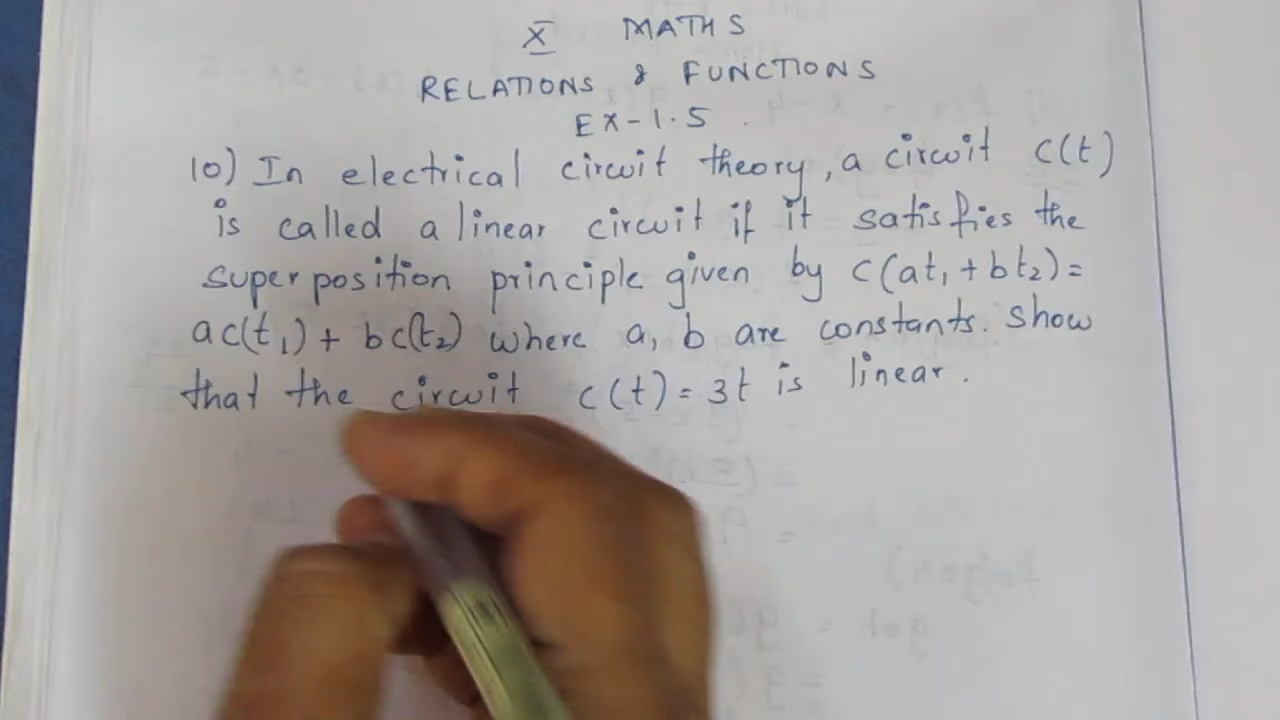 X MATHS
RELATIONS & FUNCTIONS
Ex-1.5
10) In electrical circuit theory, a circuit c(t)
is called a linear circuit if it satisfies the
superposition principle given by c(at₁ + bt₂) =
ac(t₁) + bc(t₂) where a, b are constants. Show
that the circuit c(t) = 3t is linear.